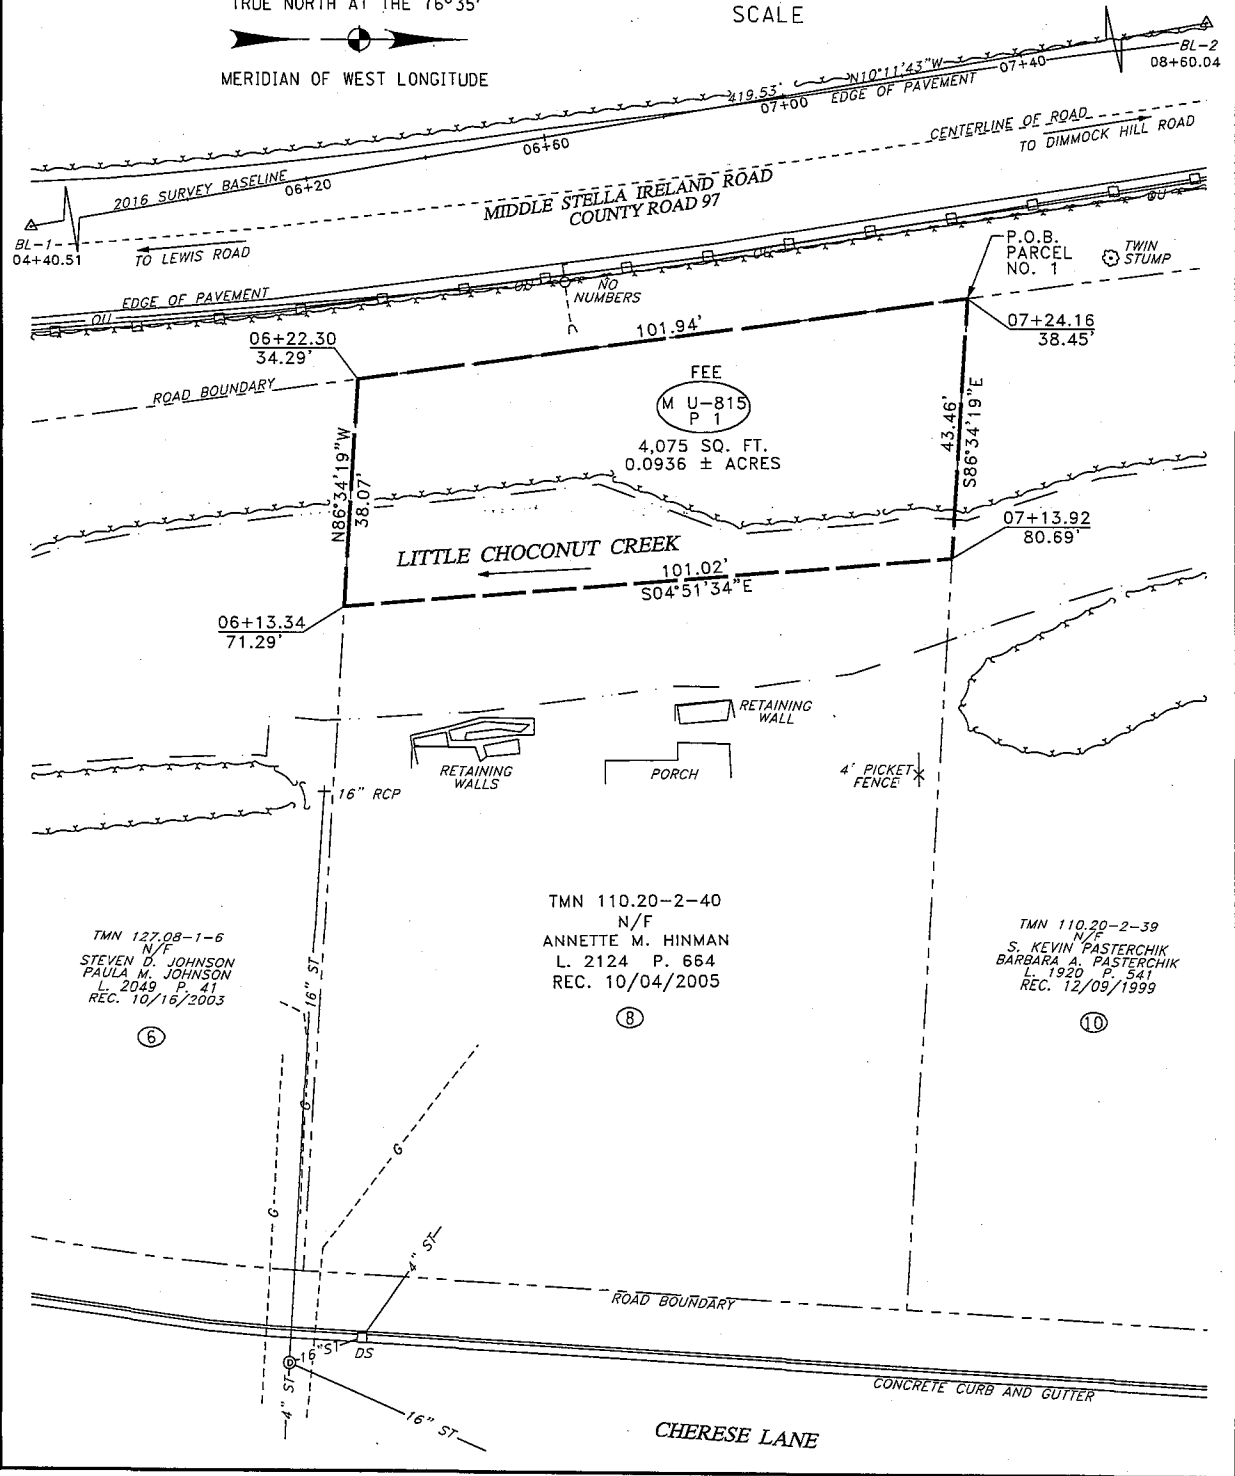 TRUE NORTH AT THE 76°35'
MERIDIAN OF WEST LONGITUDE
SCALE
BL-2
08+60.04
N10°11'43"W
07+40
419.53'
07+00
EDGE OF PAVEMENT
CENTERLINE OF ROAD
TO DIMMOCK HILL ROAD
06+60
2016 SURVEY BASELINE
06+20
MIDDLE STELLA IRELAND ROAD
COUNTY ROAD 97
BL-1
04+40.51
TO LEWIS ROAD
P.O.B.
PARCEL
NO. 1
TWIN
STUMP
OU
OU
OU
EDGE OF PAVEMENT
NO
NUMBERS
101.94'
07+24.16
38.45'
06+22.30
34.29'
ROAD BOUNDARY
FEE
M U-815
P 1
4,075 SQ. FT.
0.0936 ± ACRES
43.46'
S86°34'19"E
N86°34'19"W
38.07'
07+13.92
80.69'
LITTLE CHOCONUT CREEK
101.02'
S04°51'34"E
06+13.34
71.29'
RETAINING
WALL
RETAINING
WALLS
PORCH
4' PICKET
FENCE
16" RCP
TMN 110.20-2-40
N/F
ANNETTE M. HINMAN
L. 2124 P. 664
REC. 10/04/2005
8
TMN 127.08-1-6
N/F
STEVEN D. JOHNSON
PAULA M. JOHNSON
L. 2049 P. 41
REC. 10/16/2003
6
TMN 110.20-2-39
N/F
S. KEVIN PASTERCHIK
BARBARA A. PASTERCHIK
L. 1920 P. 541
REC. 12/09/1999
10
16" ST
G
G
G
4" ST
ROAD BOUNDARY
16" ST
DS
D
4" ST
16" ST
CONCRETE CURB AND GUTTER
CHERESE LANE